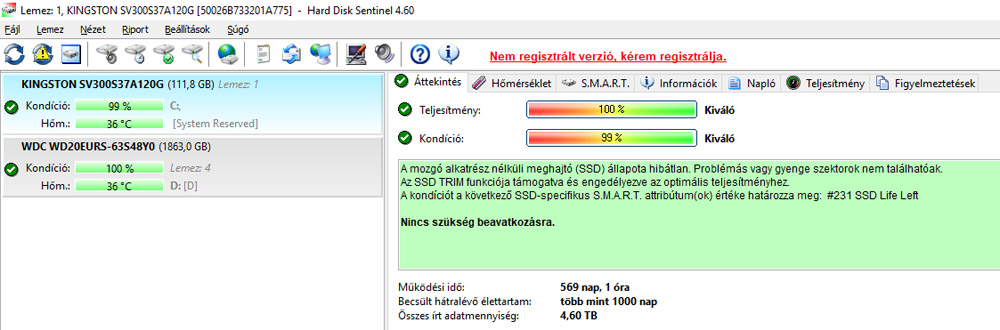 Lemez: 1, KINGSTON SV300S37A120G [50026B733201A775] - Hard Disk Sentinel 4.60
Fájl Lemez Nézet Riport Beállítások Súgó
Nem regisztrált verzió, kérem regisztrálja.
KINGSTON SV300S37A120G (111,8 GB) Lemez: 1
Kondíció: 99 % C:,
Hőm.: 36 °C [System Reserved]
WDC WD20EURS-63S48Y0 (1863,0 GB)
Kondíció: 100 % Lemez: 4
Hőm.: 36 °C D: [D]
Áttekintés Hőmérséklet S.M.A.R.T. Információk Napló Teljesítmény Figyelmeztetések
Teljesítmény: 100 % Kiváló
Kondíció: 99 % Kiváló
A mozgó alkatrész nélküli meghajtó (SSD) állapota hibátlan. Problémás vagy gyenge szektorok nem találhatóak.
Az SSD TRIM funkciója támogatva és engedélyezve az optimális teljesítményhez.
A kondíciót a következő SSD-specifikus S.M.A.R.T. attribútum(ok) értéke határozza meg: #231 SSD Life Left
Nincs szükség beavatkozásra.
Működési idő: 569 nap, 1 óra
Becsült hátralévő élettartam: több mint 1000 nap
Összes írt adatmennyiség: 4,60 TB